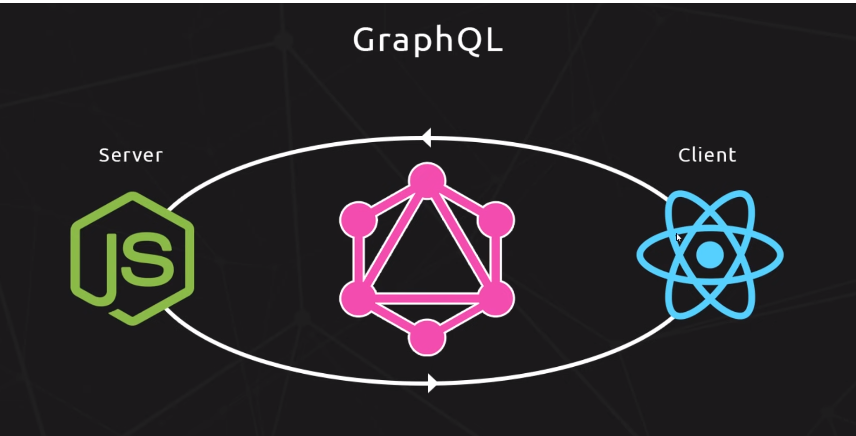 GraphQL
Server
Client
JS